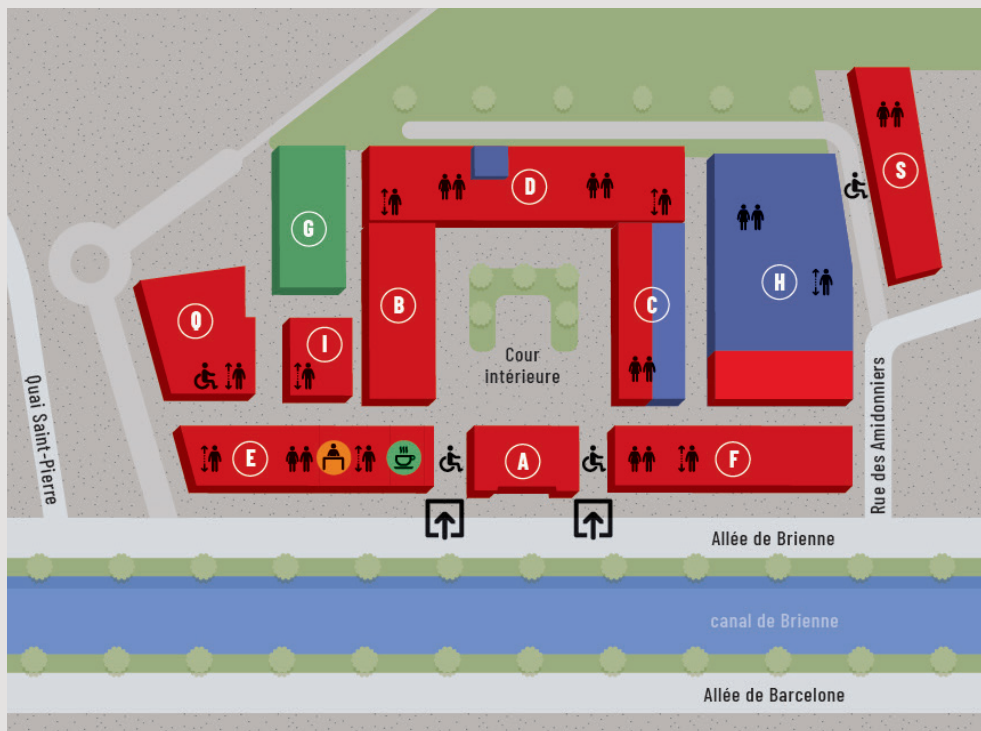 S
D
G
H
B
C
Q
I
Cour
intérieure
Quai Saint-Pierre
E
A
F
Rue des Amidonniers
Allée de Brienne
canal de Brienne
Allée de Barcelone